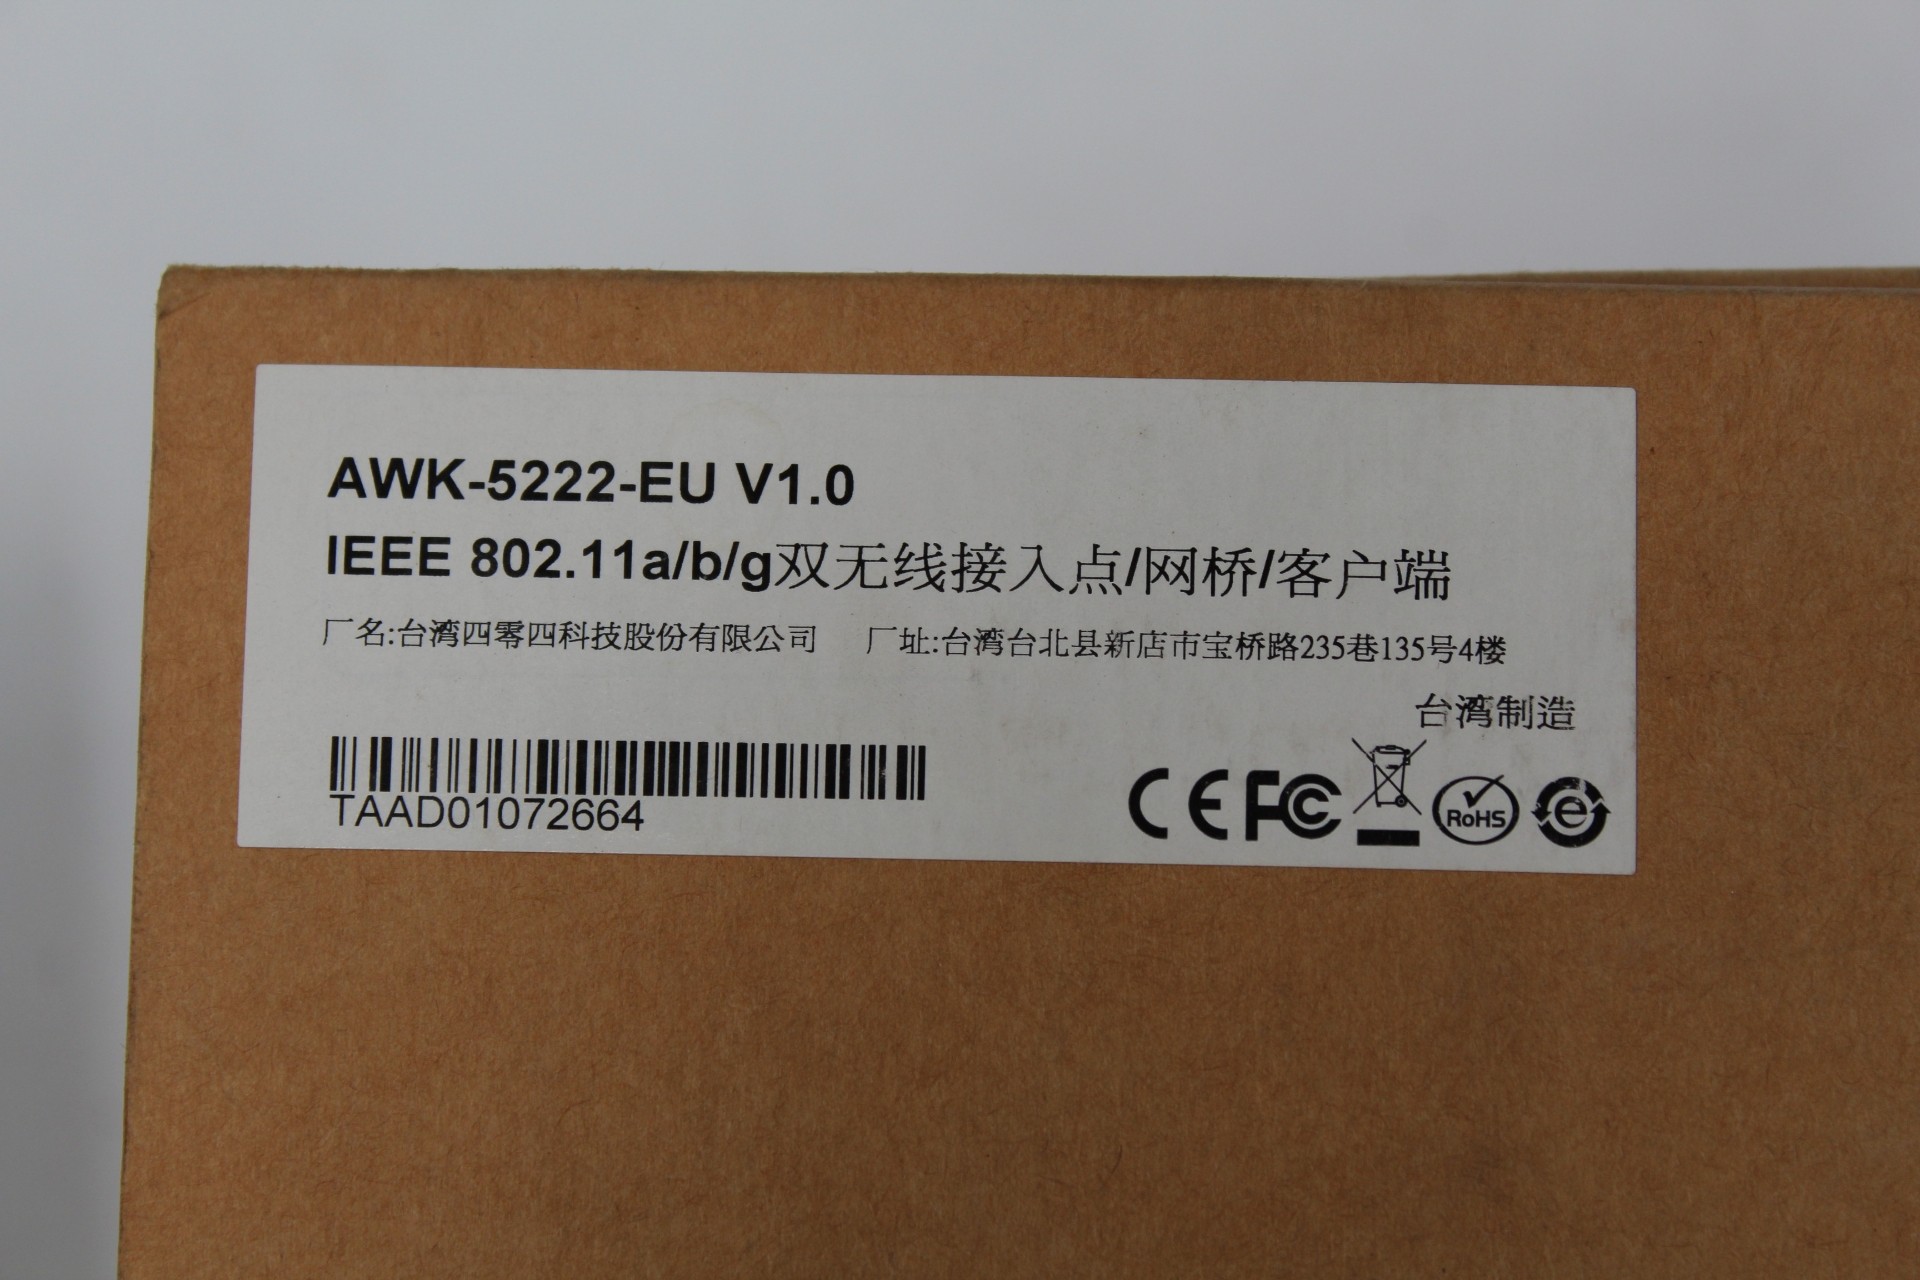 AWK-5222-EU V1.0
IEEE 802.11a/b/g双无线接入点/网桥/客户端
厂名:台湾四零四科技股份有限公司 厂址:台湾台北县新店市宝桥路235巷135号4楼
台湾制造
TAAD01072664
CE FC RoHS e